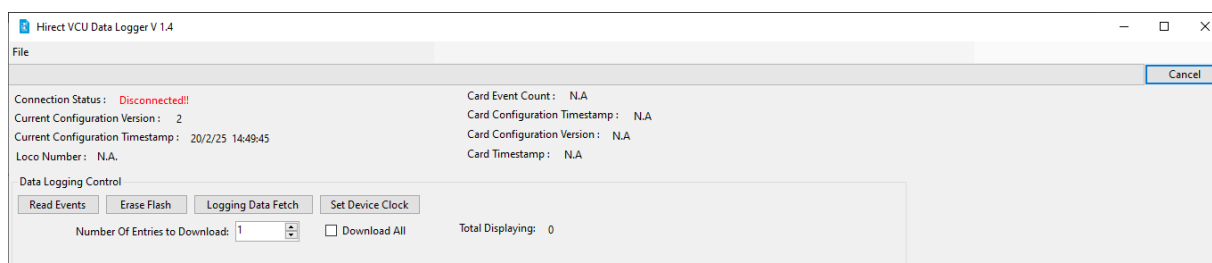 Hirect VCU Data Logger V 1.4
File
Cancel
Connection Status : Disconnected!!
Current Configuration Version : 2
Current Configuration Timestamp : 20/2/25 14:49:45
Loco Number : N.A.
Card Event Count : N.A
Card Configuration Timestamp : N.A
Card Configuration Version : N.A
Card Timestamp : N.A
Data Logging Control
Read Events Erase Flash Logging Data Fetch Set Device Clock
Number Of Entries to Download: 1 Download All Total Displaying: 0